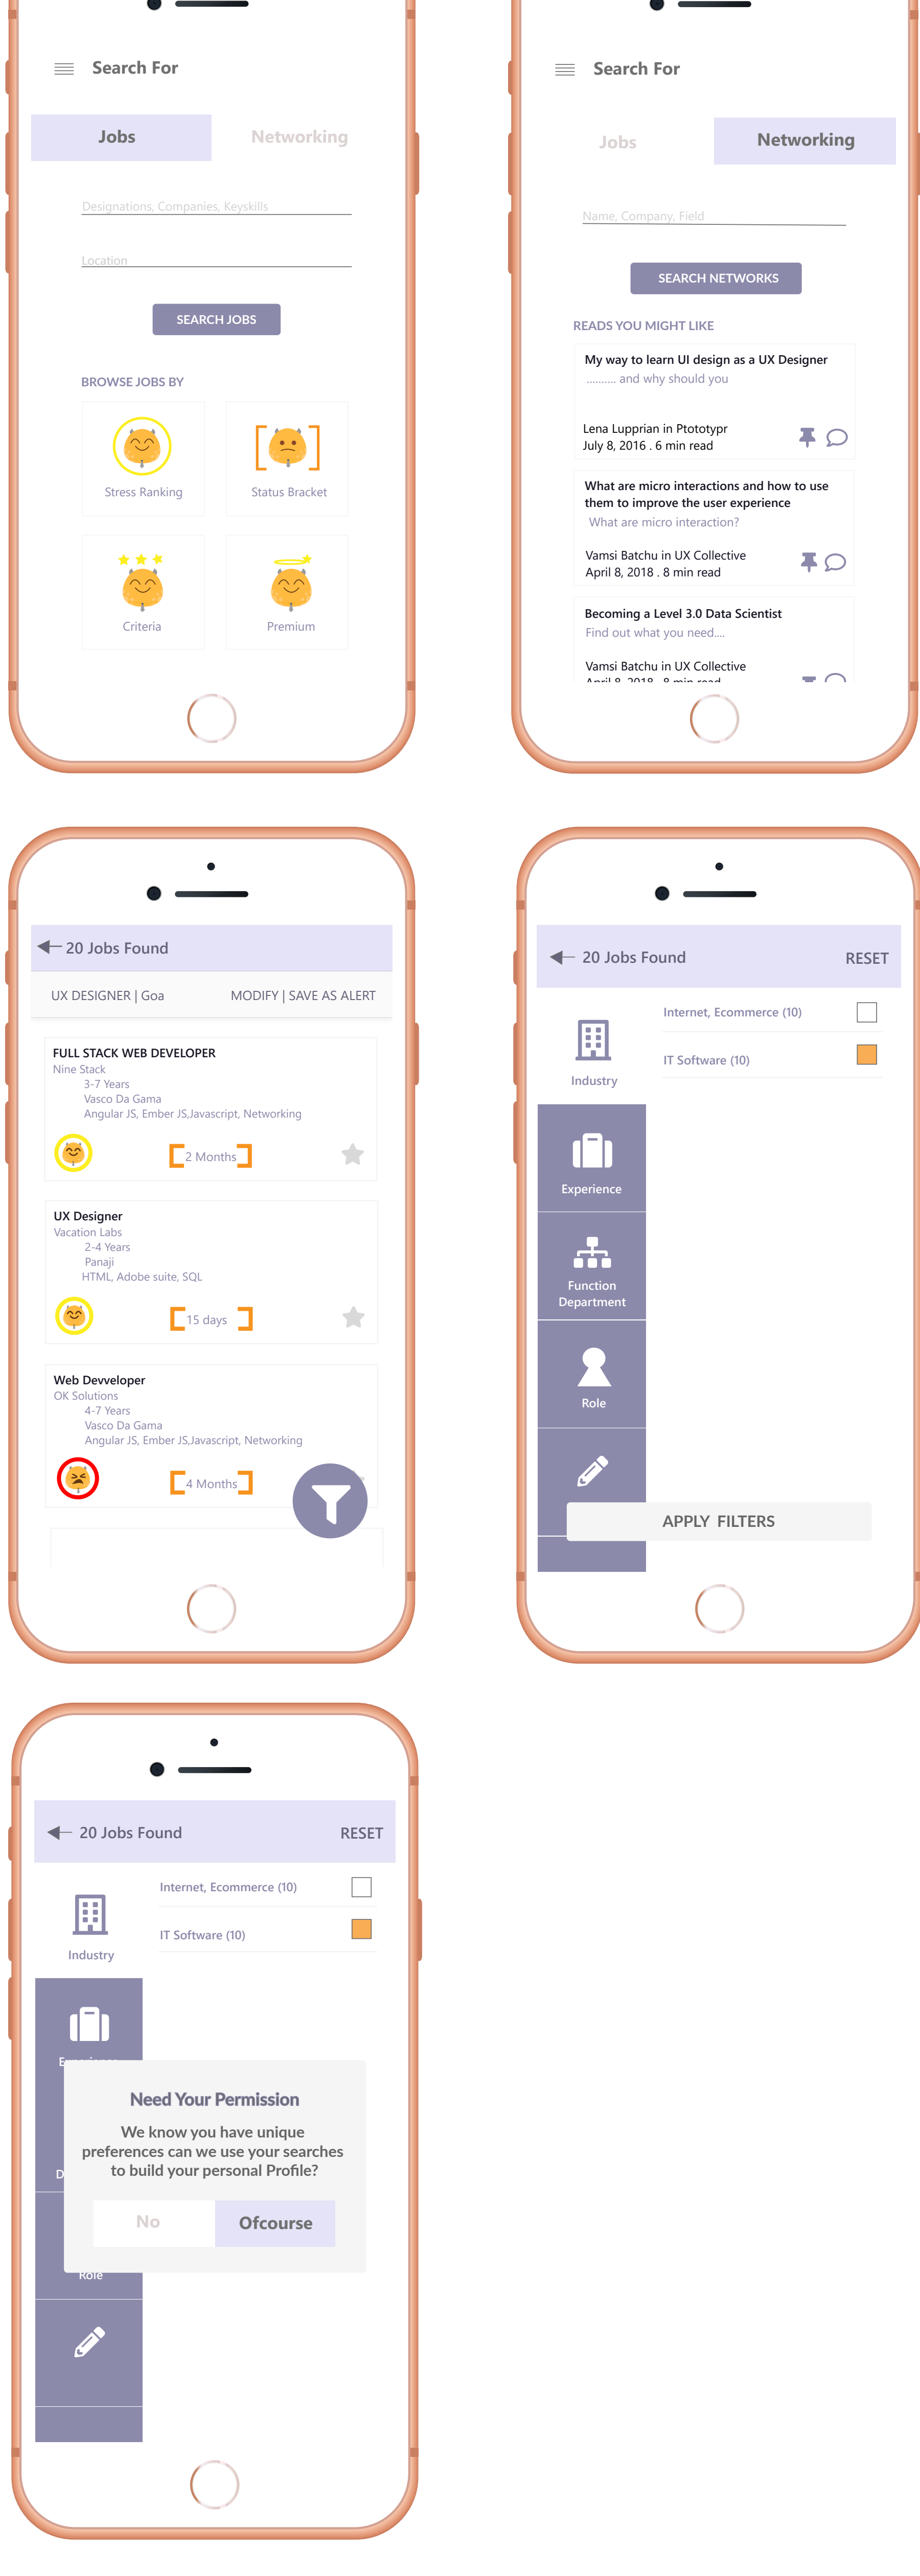 Search For
Jobs
Networking
Designations, Companies, Keyskills
Location
SEARCH JOBS
BROWSE JOBS BY
Stress Ranking
Status Bracket
Criteria
Premium
Search For
Jobs
Networking
Name, Company, Field
SEARCH NETWORKS
READS YOU MIGHT LIKE
My way to learn UI design as a UX Designer
.......... and why should you
Lena Lupprian in Ptototypr
July 8, 2016 . 6 min read
What are micro interactions and how to use
them to improve the user experience
What are micro interaction?
Vamsi Batchu in UX Collective
April 8, 2018 . 8 min read
Becoming a Level 3.0 Data Scientist
Find out what you need....
Vamsi Batchu in UX Collective
April 8, 2018 . 8 min read
20 Jobs Found
UX DESIGNER | Goa
MODIFY | SAVE AS ALERT
FULL STACK WEB DEVELOPER
Nine Stack
3-7 Years
Vasco Da Gama
Angular JS, Ember JS,Javascript, Networking
2 Months
UX Designer
Vacation Labs
2-4 Years
Panaji
HTML, Adobe suite, SQL
15 days
Web Devveloper
OK Solutions
4-7 Years
Vasco Da Gama
Angular JS, Ember JS,Javascript, Networking
4 Months
20 Jobs Found
RESET
Internet, Ecommerce (10)
IT Software (10)
Industry
Experience
Function
Department
Role
APPLY FILTERS
20 Jobs Found
RESET
Internet, Ecommerce (10)
IT Software (10)
Industry
Need Your Permission
We know you have unique
preferences can we use your searches
to build your personal Profile?
No
Ofcourse
Role